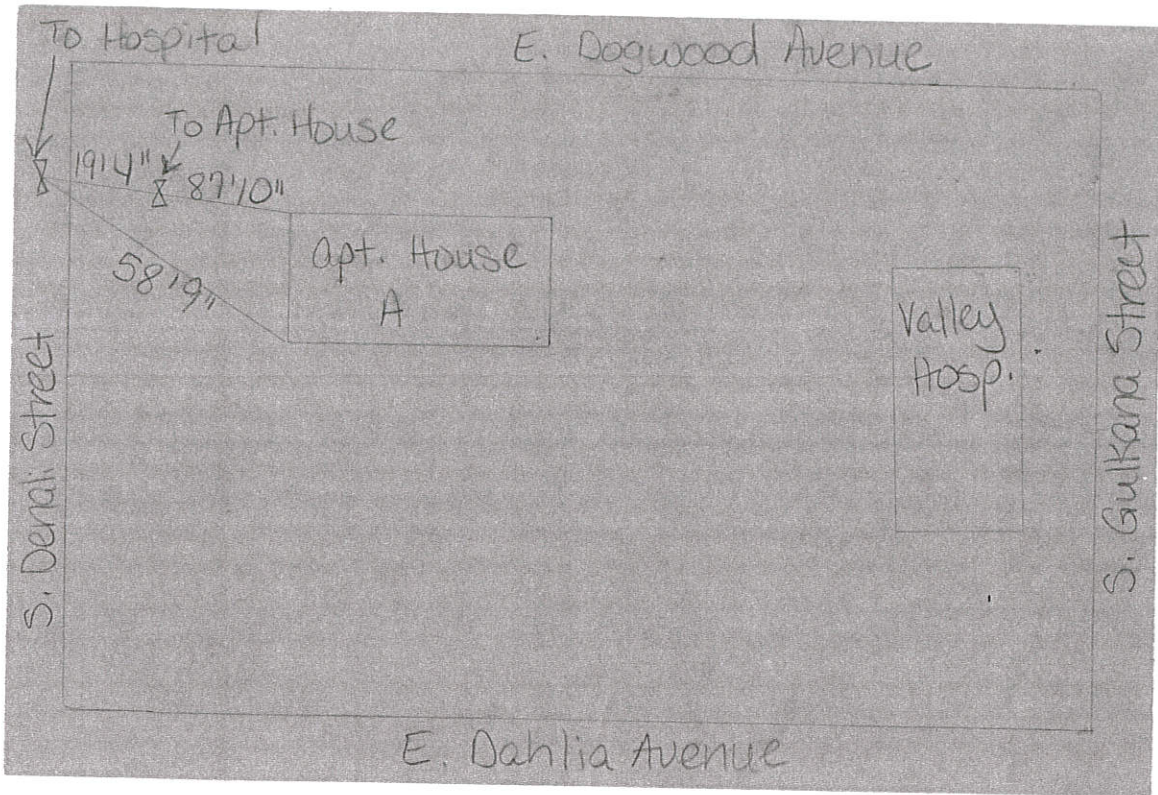 To Hospital
E. Dogwood Avenue
To Apt. House
19'4"
87'10"
58'9"
Apt. House
A
Valley
Hosp.
S. Denali Street
S. Gulkana Street
E. Dahlia Avenue